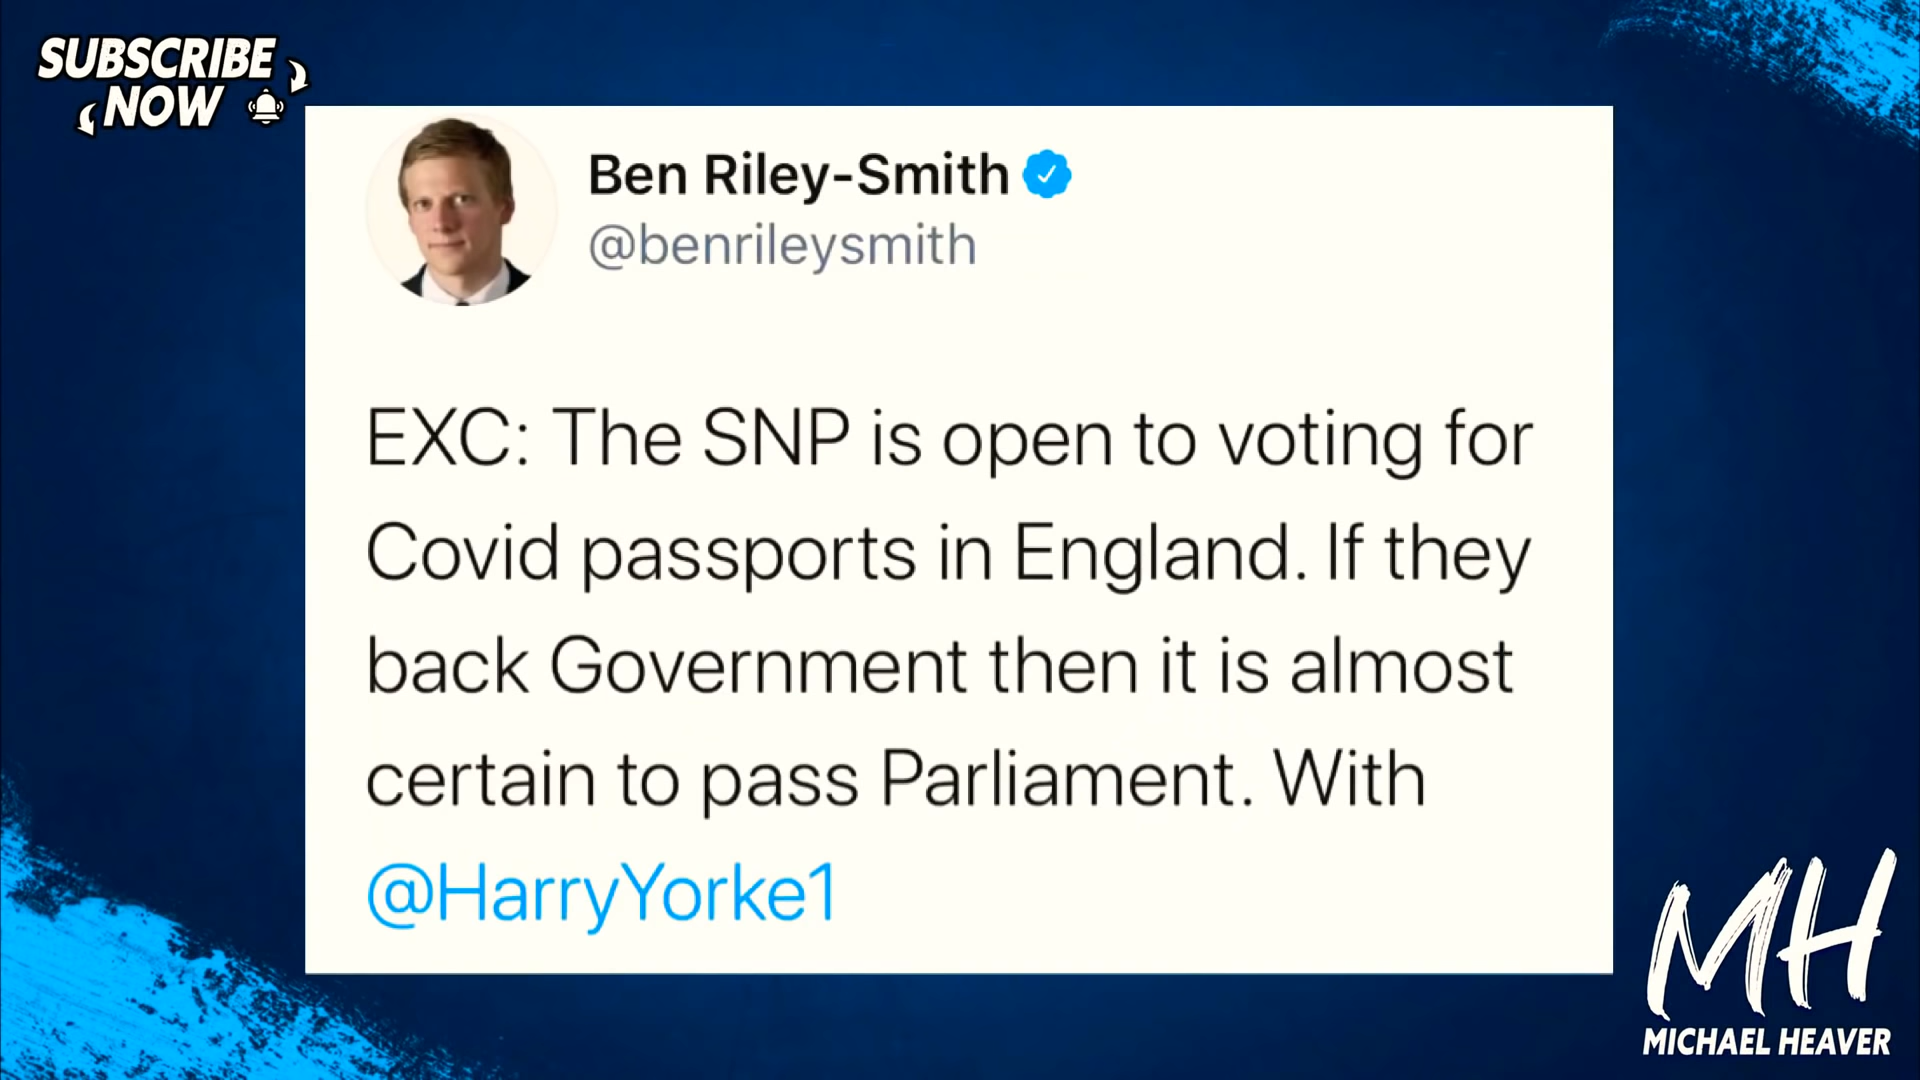 SUBSCRIBE
NOW
Ben Riley-Smith
@benrileysmith
EXC: The SNP is open to voting for
Covid passports in England. If they
back Government then it is almost
certain to pass Parliament. With
@HarryYorke1
MH
MICHAEL HEAVER